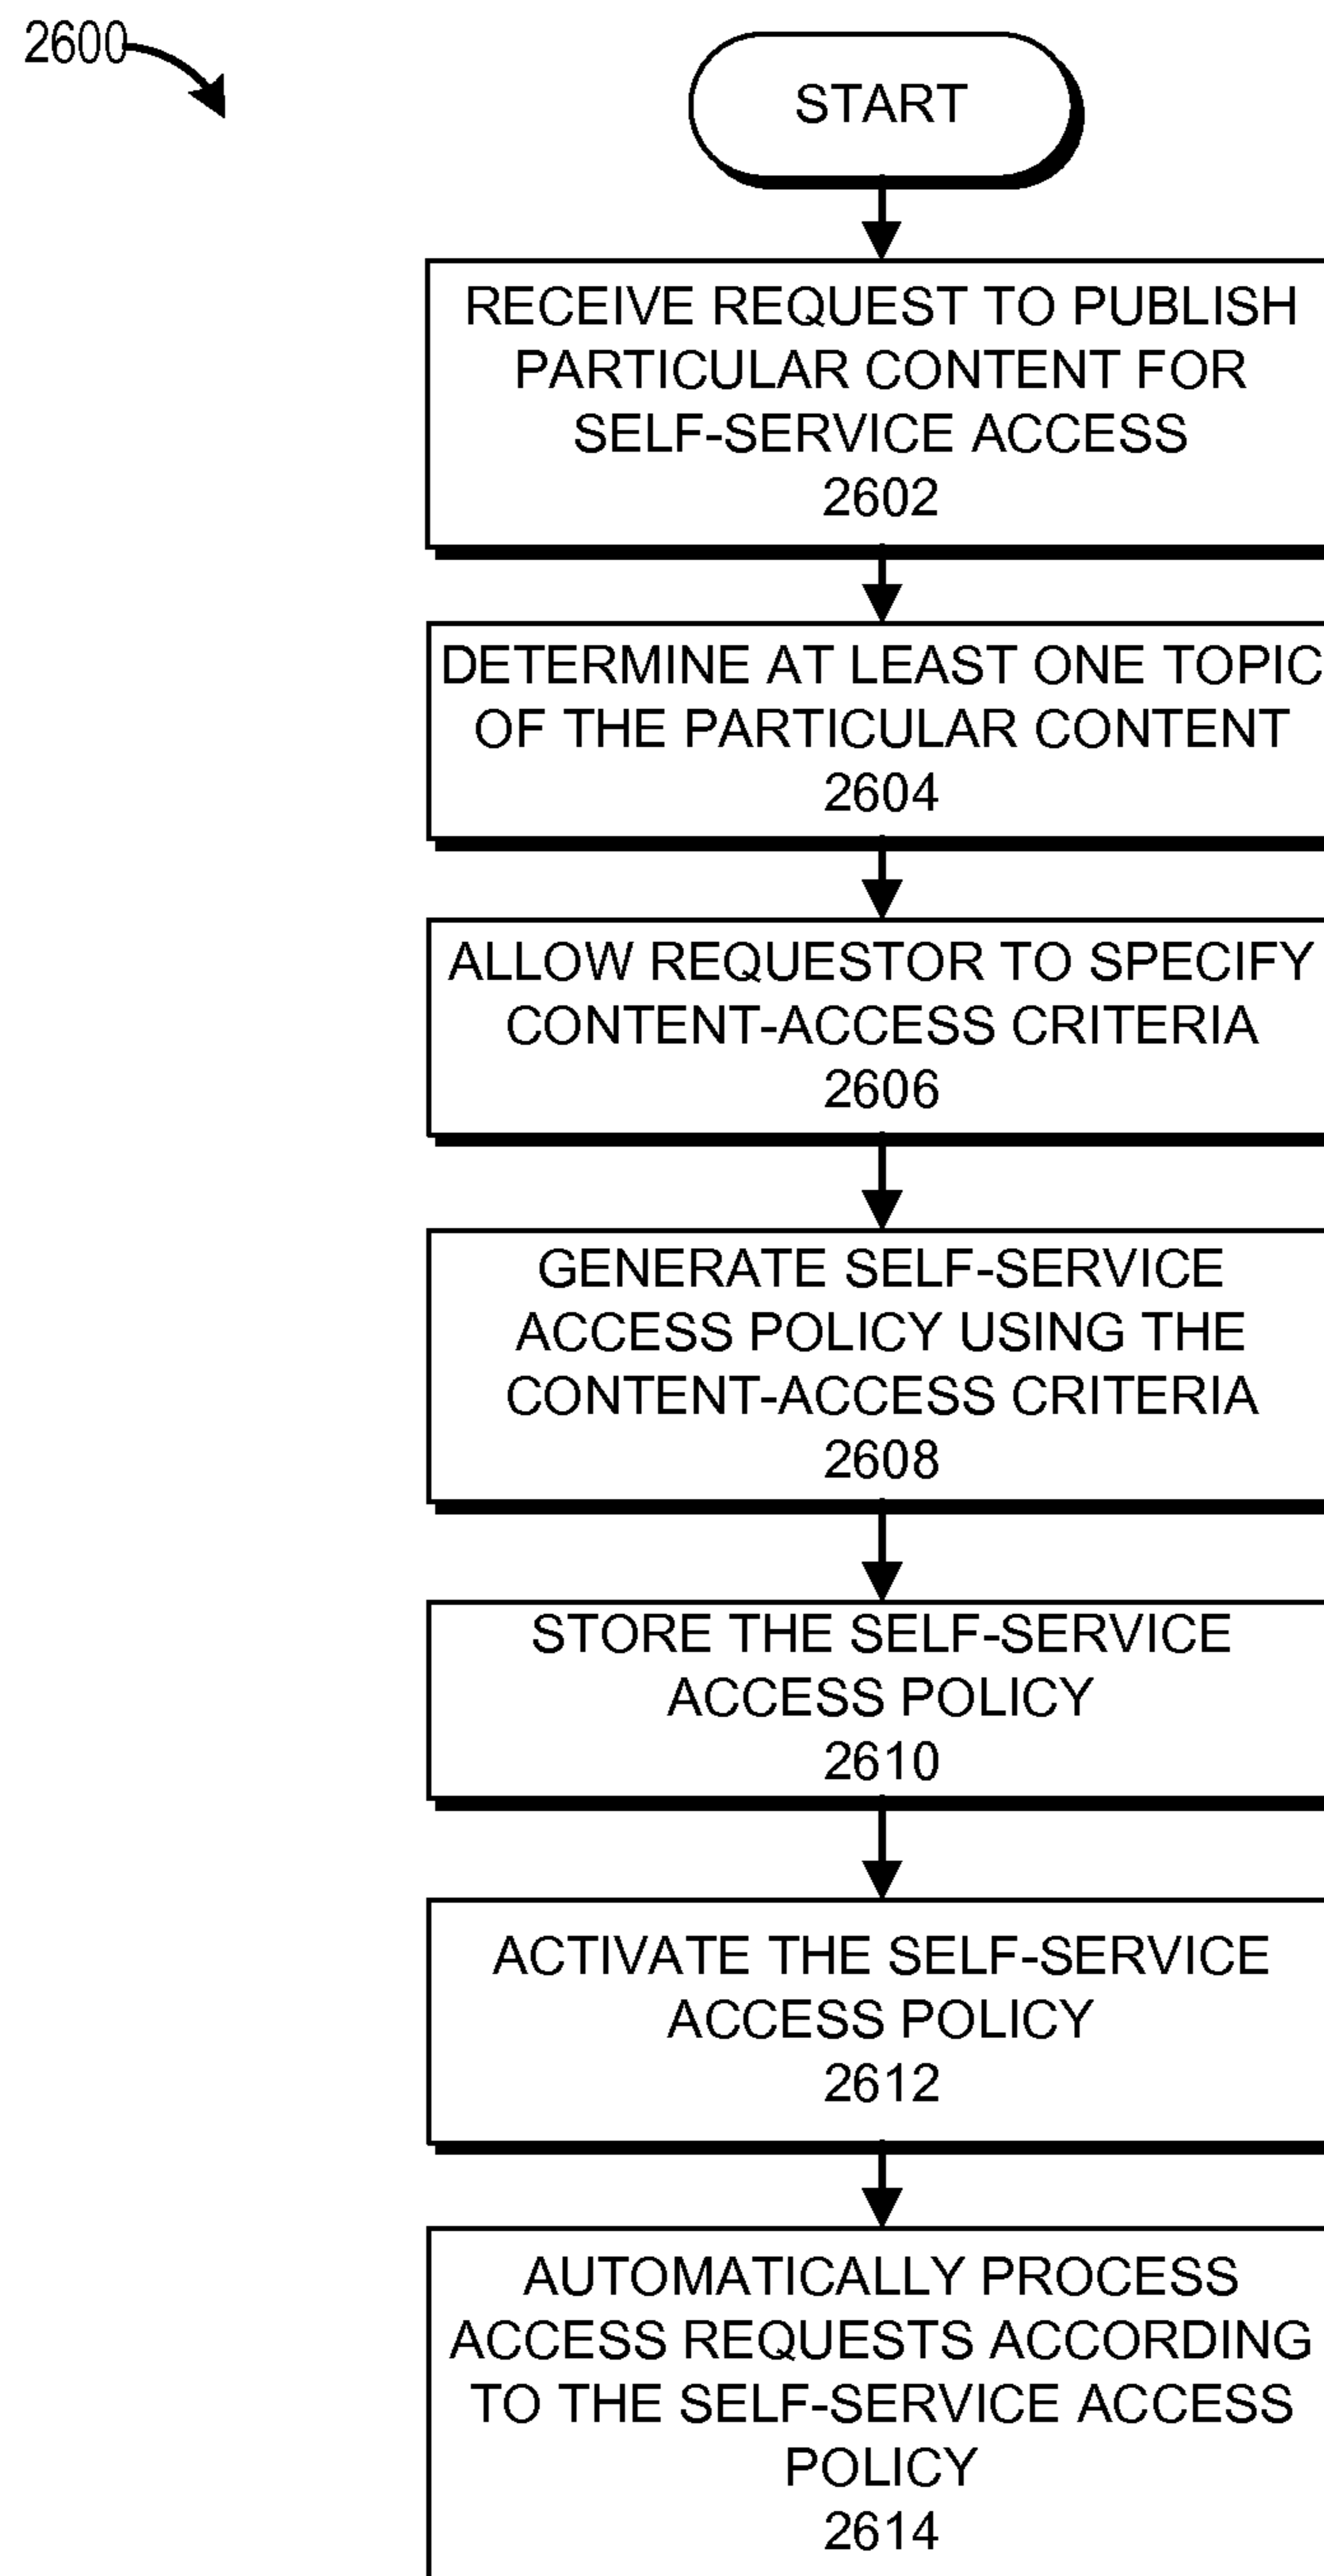 2600
START
RECEIVE REQUEST TO PUBLISH
PARTICULAR CONTENT FOR
SELF-SERVICE ACCESS
2602
DETERMINE AT LEAST ONE TOPIC
OF THE PARTICULAR CONTENT
2604
ALLOW REQUESTOR TO SPECIFY
CONTENT-ACCESS CRITERIA
2606
GENERATE SELF-SERVICE
ACCESS POLICY USING THE
CONTENT-ACCESS CRITERIA
2608
STORE THE SELF-SERVICE
ACCESS POLICY
2610
ACTIVATE THE SELF-SERVICE
ACCESS POLICY
2612
AUTOMATICALLY PROCESS
ACCESS REQUESTS ACCORDING
TO THE SELF-SERVICE ACCESS
POLICY
2614